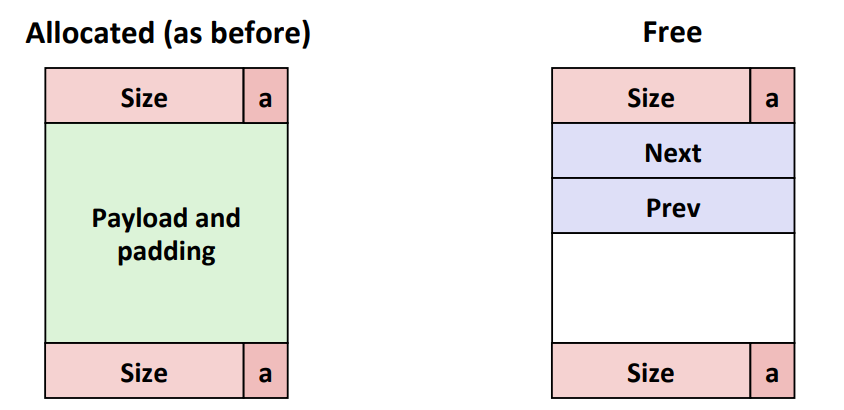 Allocated (as before)
Size a
Payload and
padding
Size a
Free
Size a
Next
Prev
Size a